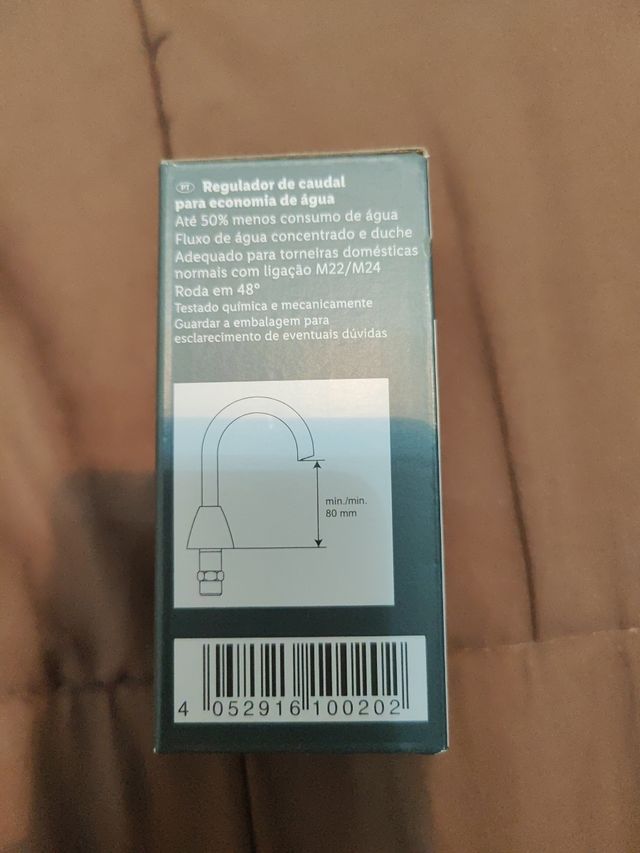 PT Regulador de caudal
para economia de água
Até 50% menos consumo de água
Fluxo de água concentrado e duche
Adequado para torneiras domésticas
normais com ligação M22/M24
Roda em 48°
Testado química e mecanicamente
Guardar a embalagem para
esclarecimento de eventuais dúvidas
min./min.
80 mm
4 052916 100202